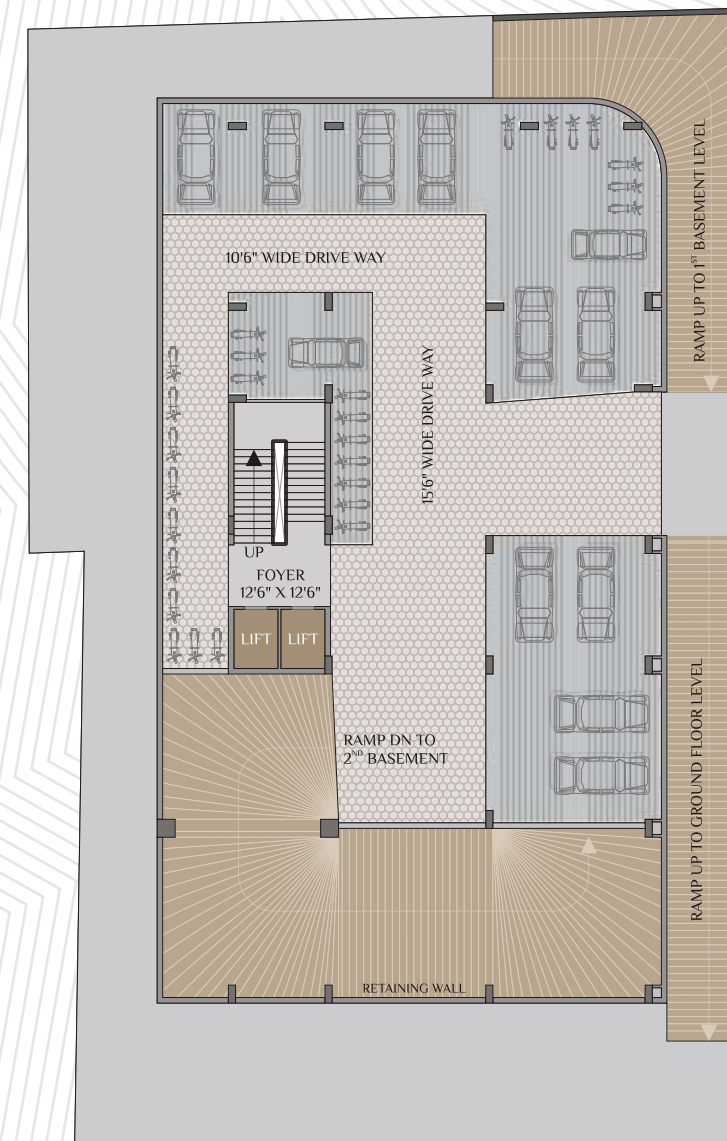 RAMP UP TO 1ST BASEMENT LEVEL
10'6" WIDE DRIVE WAY
15'6" WIDE DRIVE WAY
UP
FOYER
12'6" X 12'6"
LIFT LIFT
RAMP DN TO
2ND BASEMENT
RAMP UP TO GROUND FLOOR LEVEL
RETAINING WALL